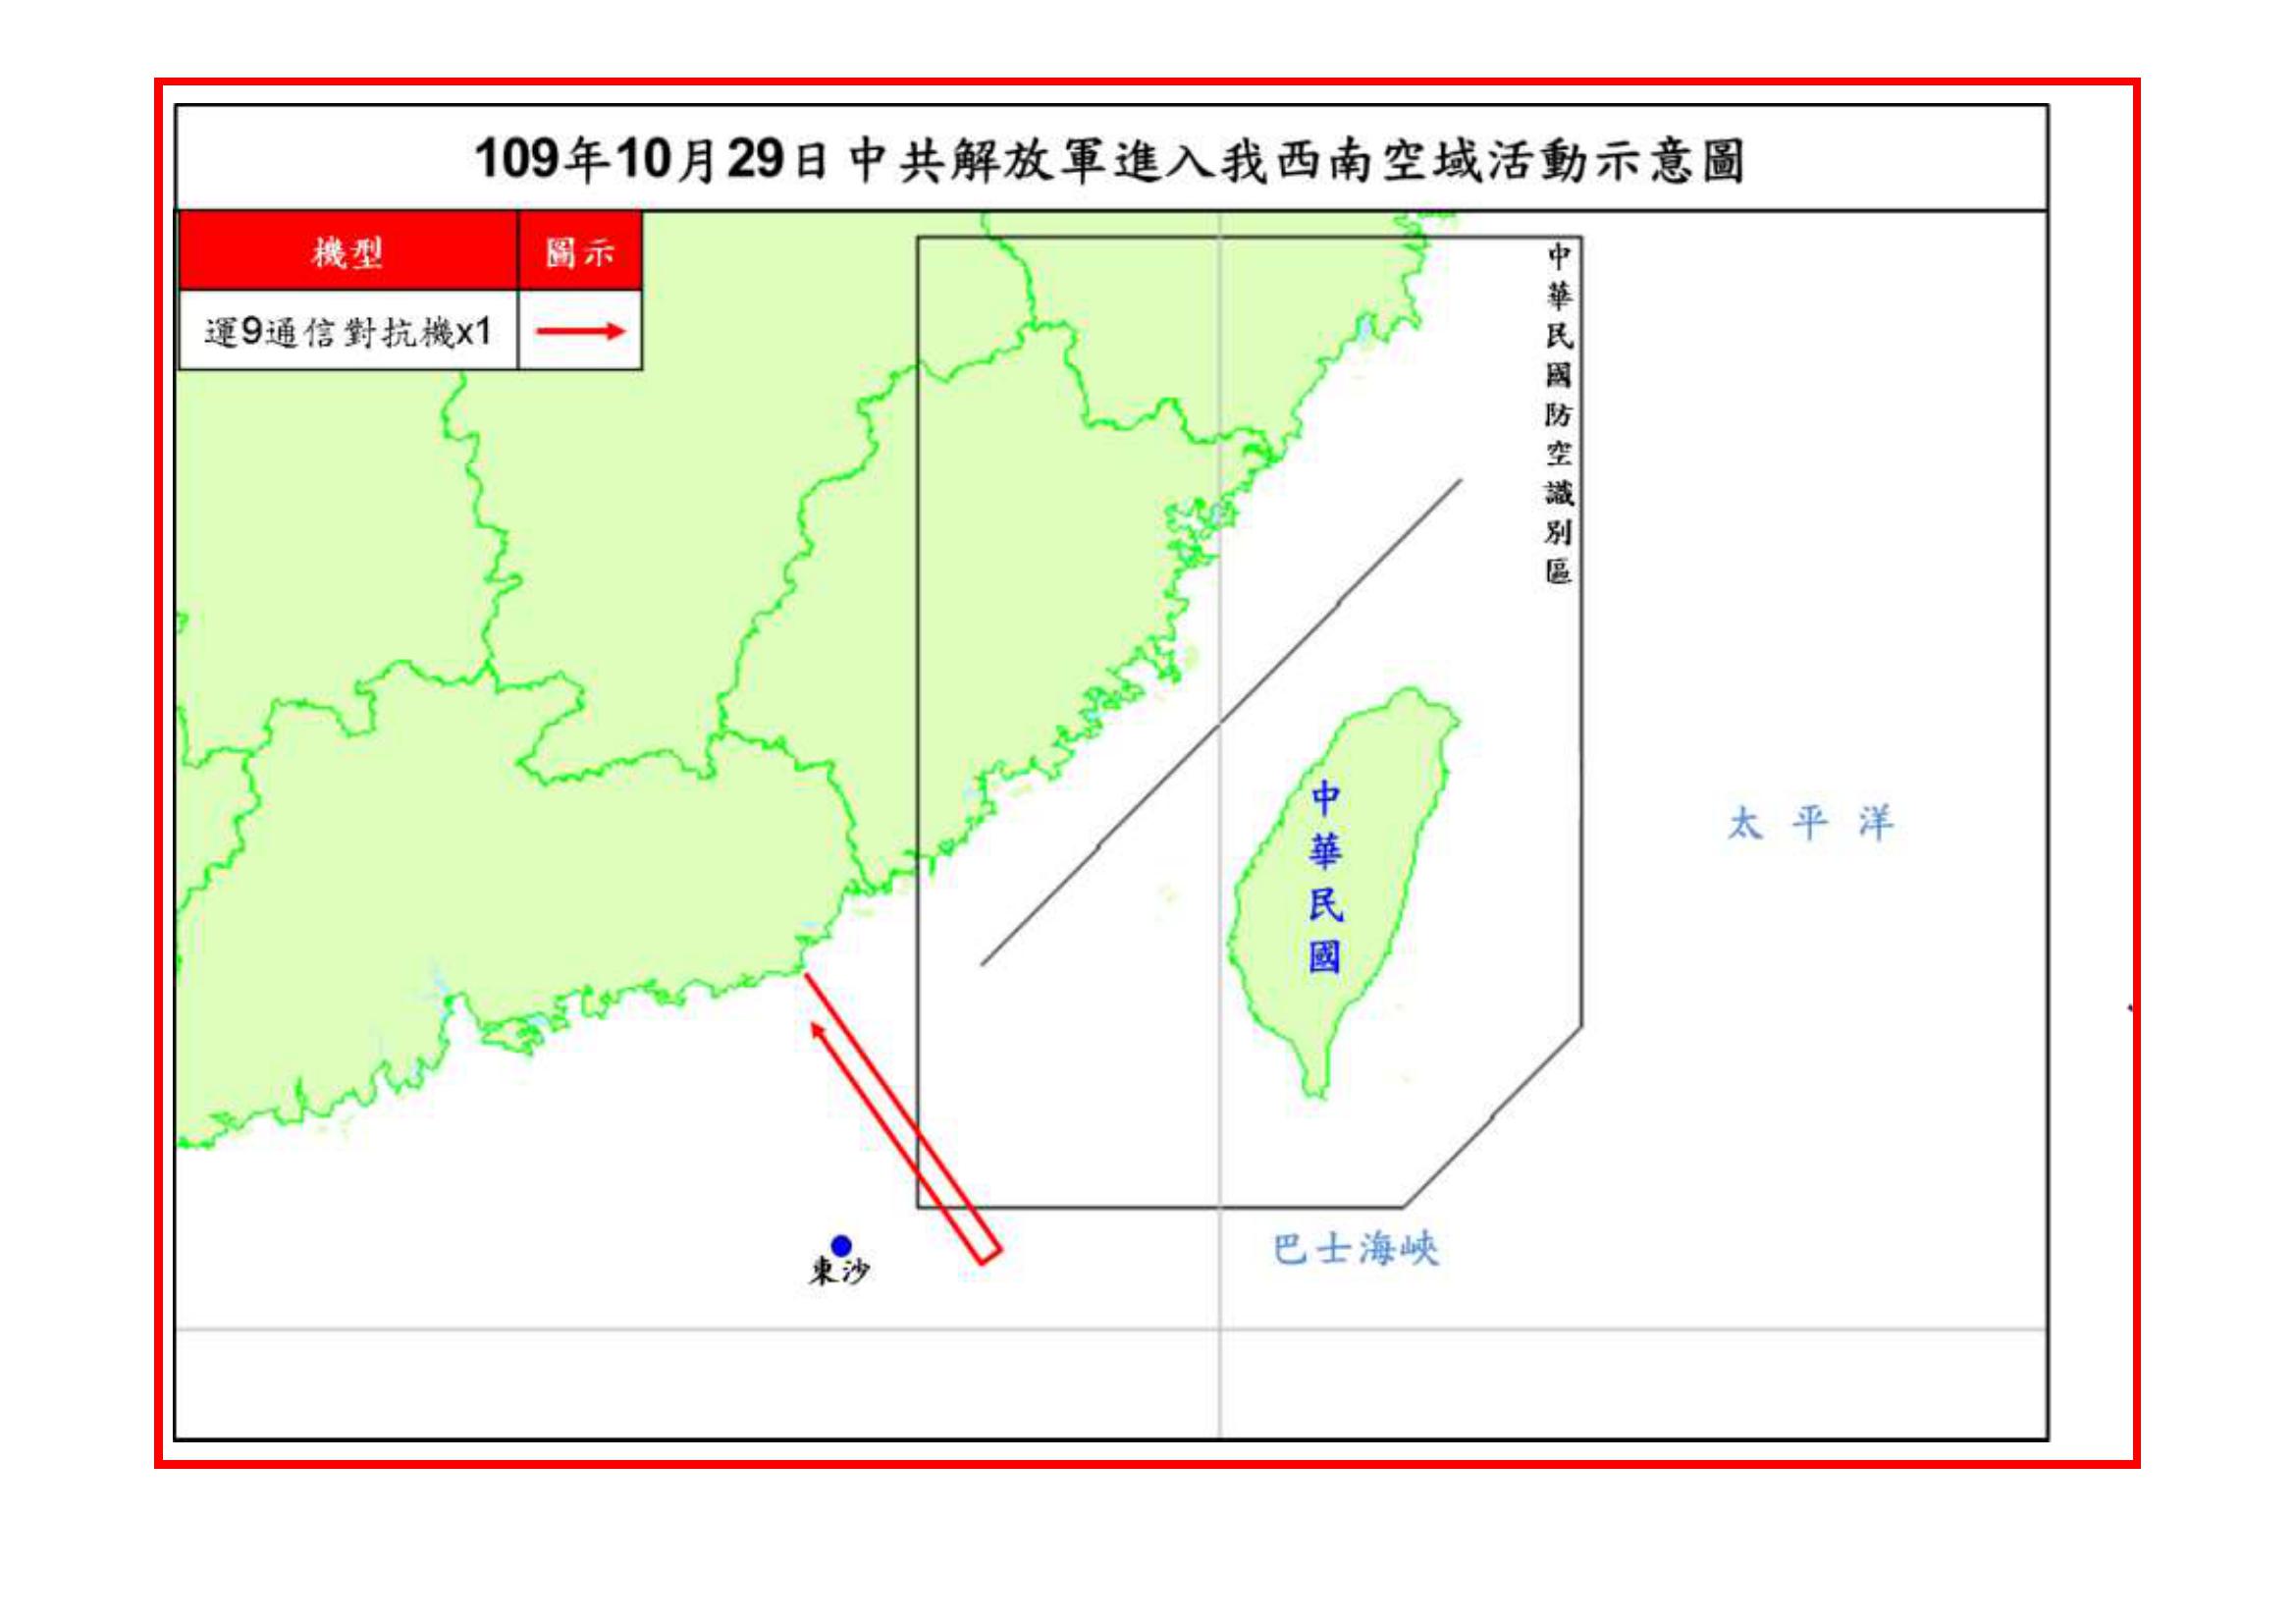 109年10月29日中共解放軍進入我西南空域活動示意圖
機型 圖示
運9通信對抗機x1
中華民國防空識別區
中華民國
太平洋
巴士海峽
東沙